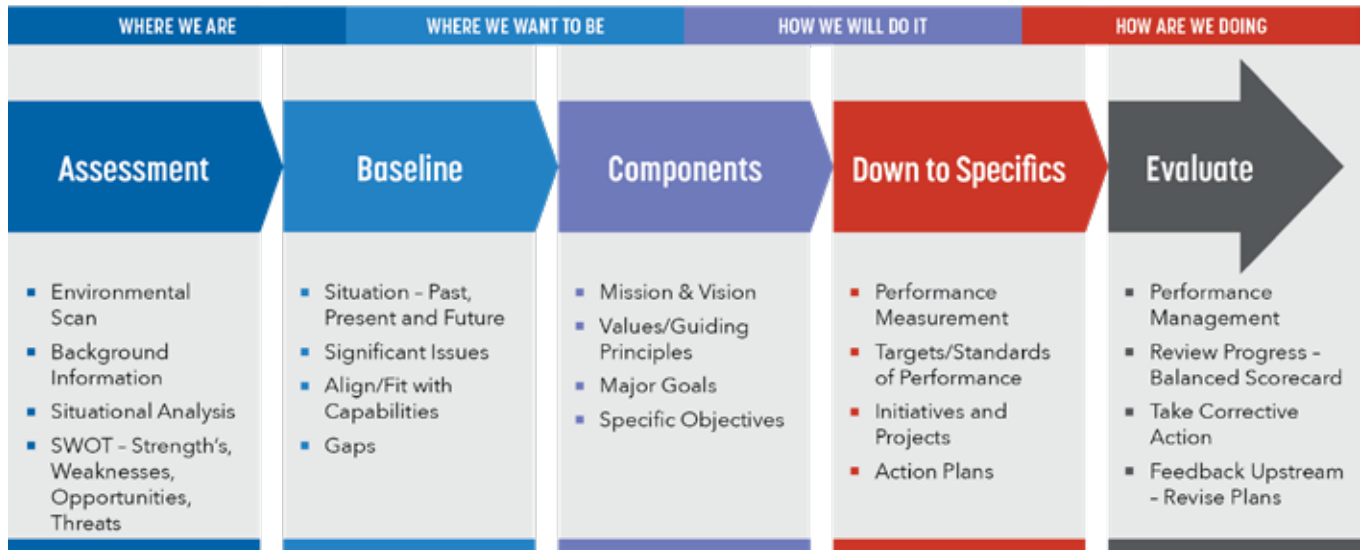 WHERE WE ARE
WHERE WE WANT TO BE
HOW WE WILL DO IT
HOW ARE WE DOING
Assessment
Environmental
Scan
Background
Information
Situational Analysis
SWOT – Strength's,
Weaknesses,
Opportunities,
Threats
Baseline
Situation – Past,
Present and Future
Significant Issues
Align/Fit with
Capabilities
Gaps
Components
Mission & Vision
Values/Guiding
Principles
Major Goals
Specific Objectives
Down to Specifics
Performance
Measurement
Targets/Standards
of Performance
Initiatives and
Projects
Action Plans
Evaluate
Performance
Management
Review Progress –
Balanced Scorecard
Take Corrective
Action
Feedback Upstream
– Revise Plans